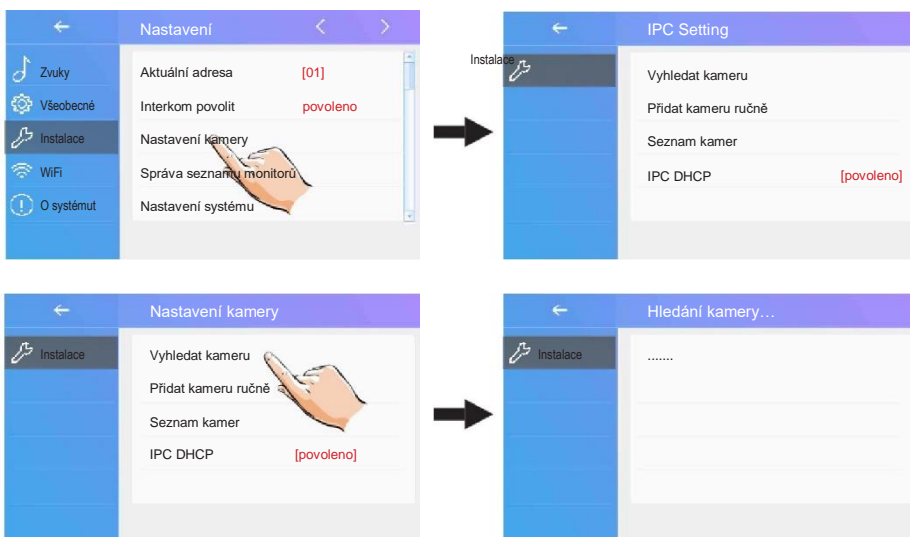 Nastavení
Zvuky
Všeobecné
Instalace
WiFi
O systémut
Aktuální adresa [01]
Interkom povolit povoleno
Nastavení kamery
Správa seznamu monitorů
Nastavení systému
IPC Setting
Instalace
Vyhledat kameru
Přidat kameru ručně
Seznam kamer
IPC DHCP [povoleno]
Nastavení kamery
Instalace
Vyhledat kameru
Přidat kameru ručně
Seznam kamer
IPC DHCP [povoleno]
Hledání kamery…
Instalace
.......